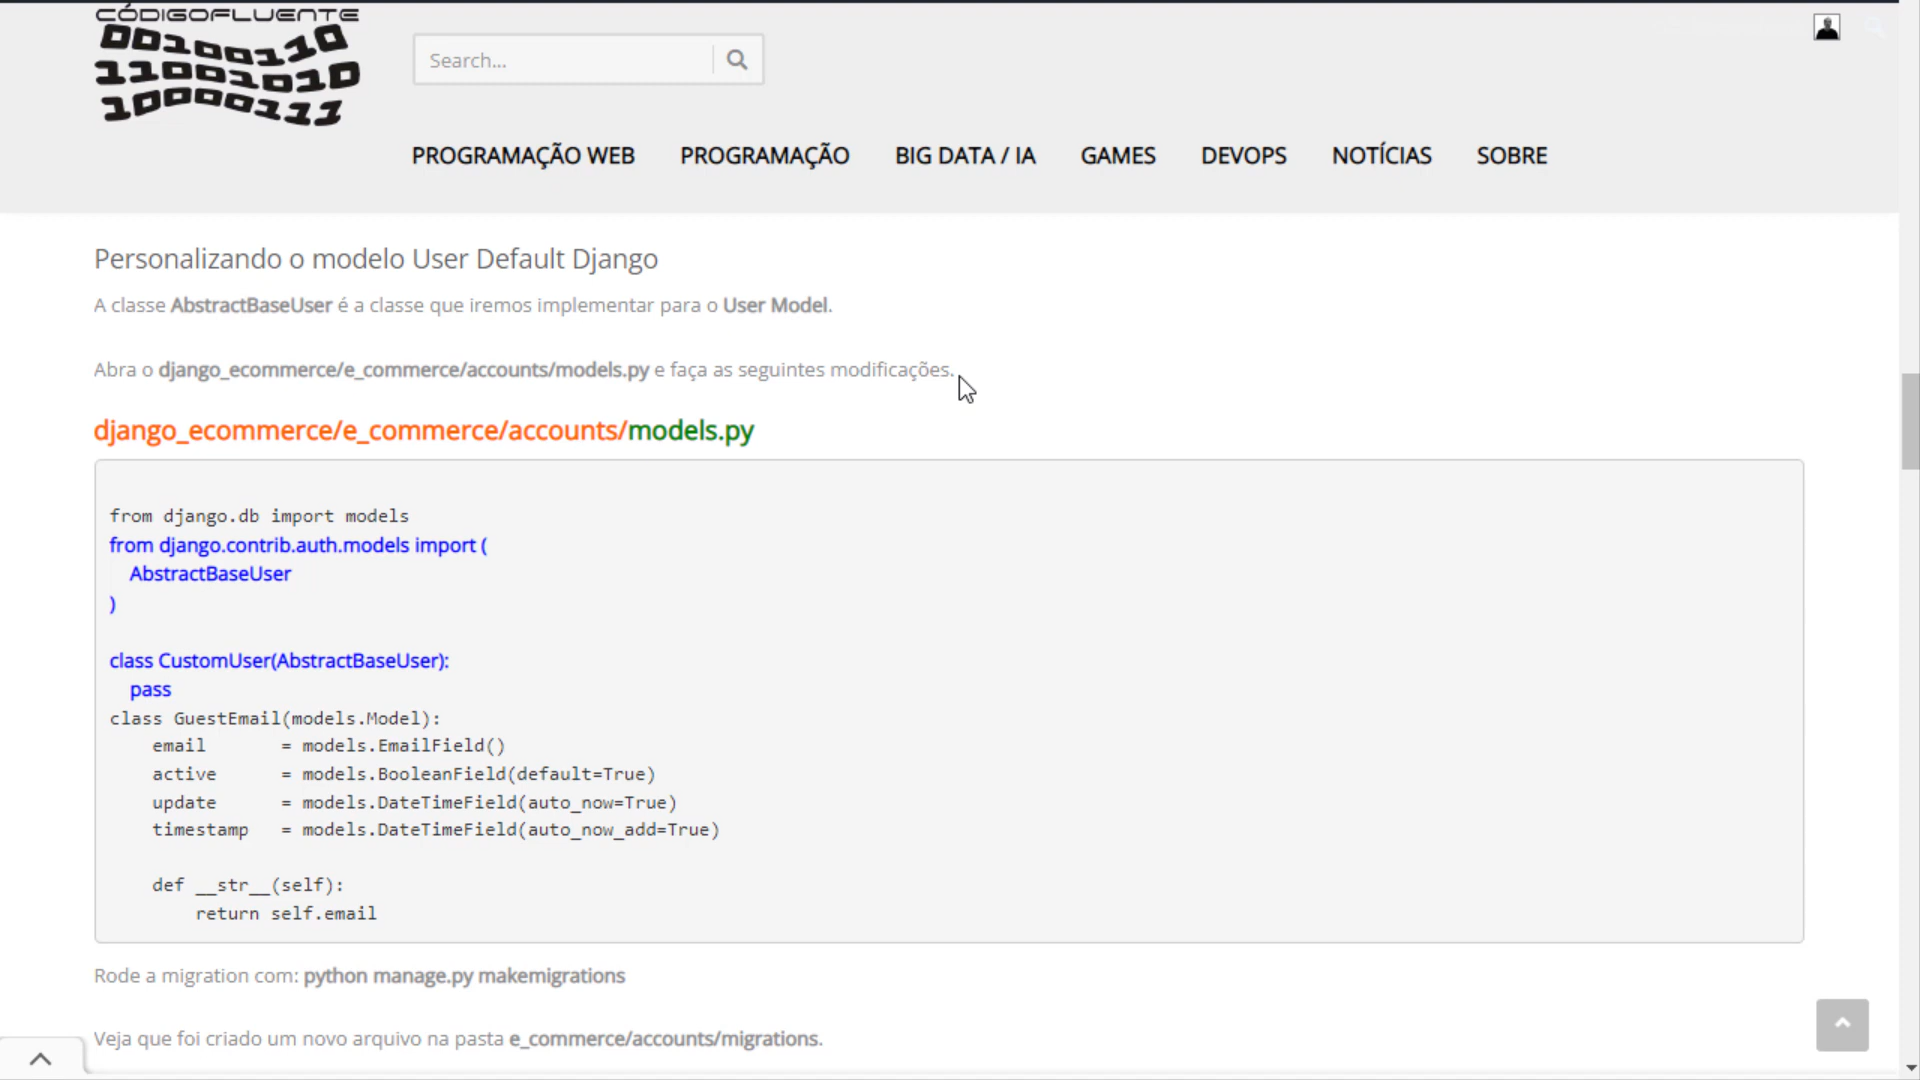 CÓDIGOFLUENTE
00100110
11001010
10000111
Search...
PROGRAMAÇÃO WEB PROGRAMAÇÃO BIG DATA / IA GAMES DEVOPS NOTÍCIAS SOBRE
Personalizando o modelo User Default Django
A classe AbstractBaseUser é a classe que iremos implementar para o User Model.
Abra o django_ecommerce/e_commerce/accounts/models.py e faça as seguintes modificações.
django_ecommerce/e_commerce/accounts/models.py
from django.db import models
from django.contrib.auth.models import (
    AbstractBaseUser
)
class CustomUser(AbstractBaseUser):
    pass
class GuestEmail(models.Model):
    email       = models.EmailField()
    active      = models.BooleanField(default=True)
    update      = models.DateTimeField(auto_now=True)
    timestamp   = models.DateTimeField(auto_now_add=True)
    def __str__(self):
        return self.email
Rode a migration com: python manage.py makemigrations
Veja que foi criado um novo arquivo na pasta e_commerce/accounts/migrations.